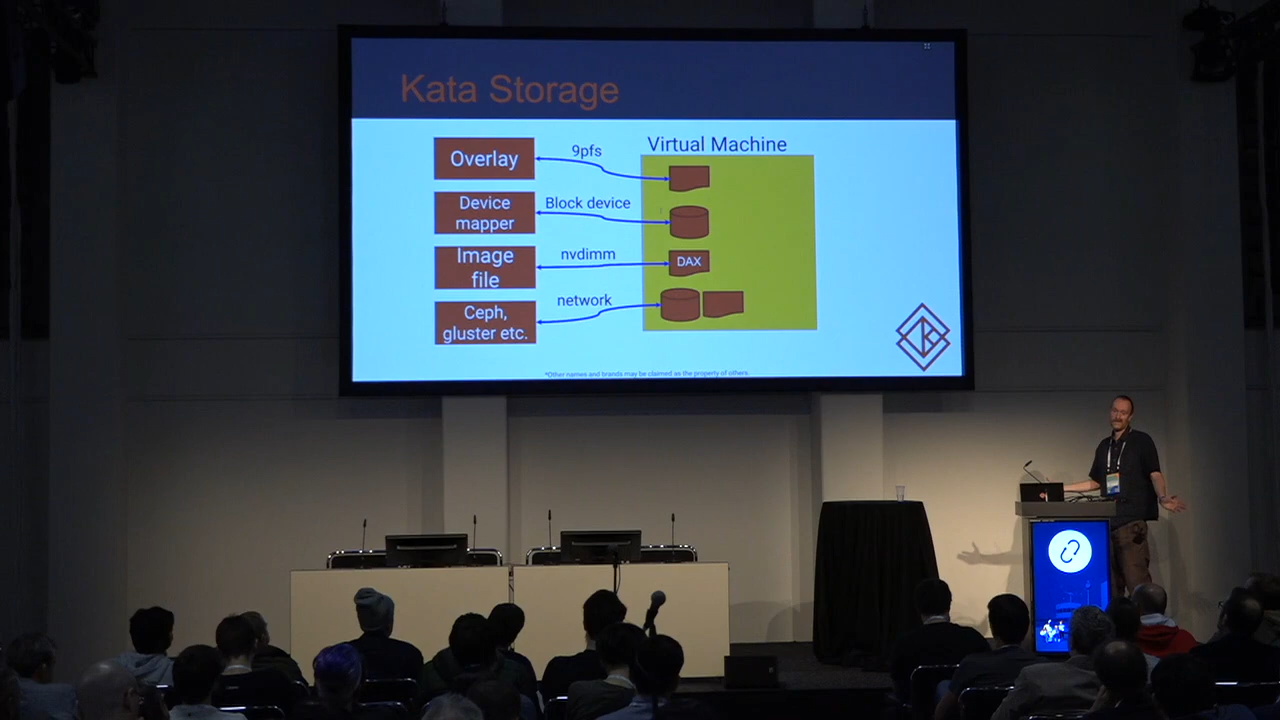 Kata Storage
Virtual Machine
Overlay
9pfs
Device
mapper
Block device
Image
file
nvdimm
DAX
Ceph,
gluster etc.
network
*Other names and brands may be claimed as the property of others.